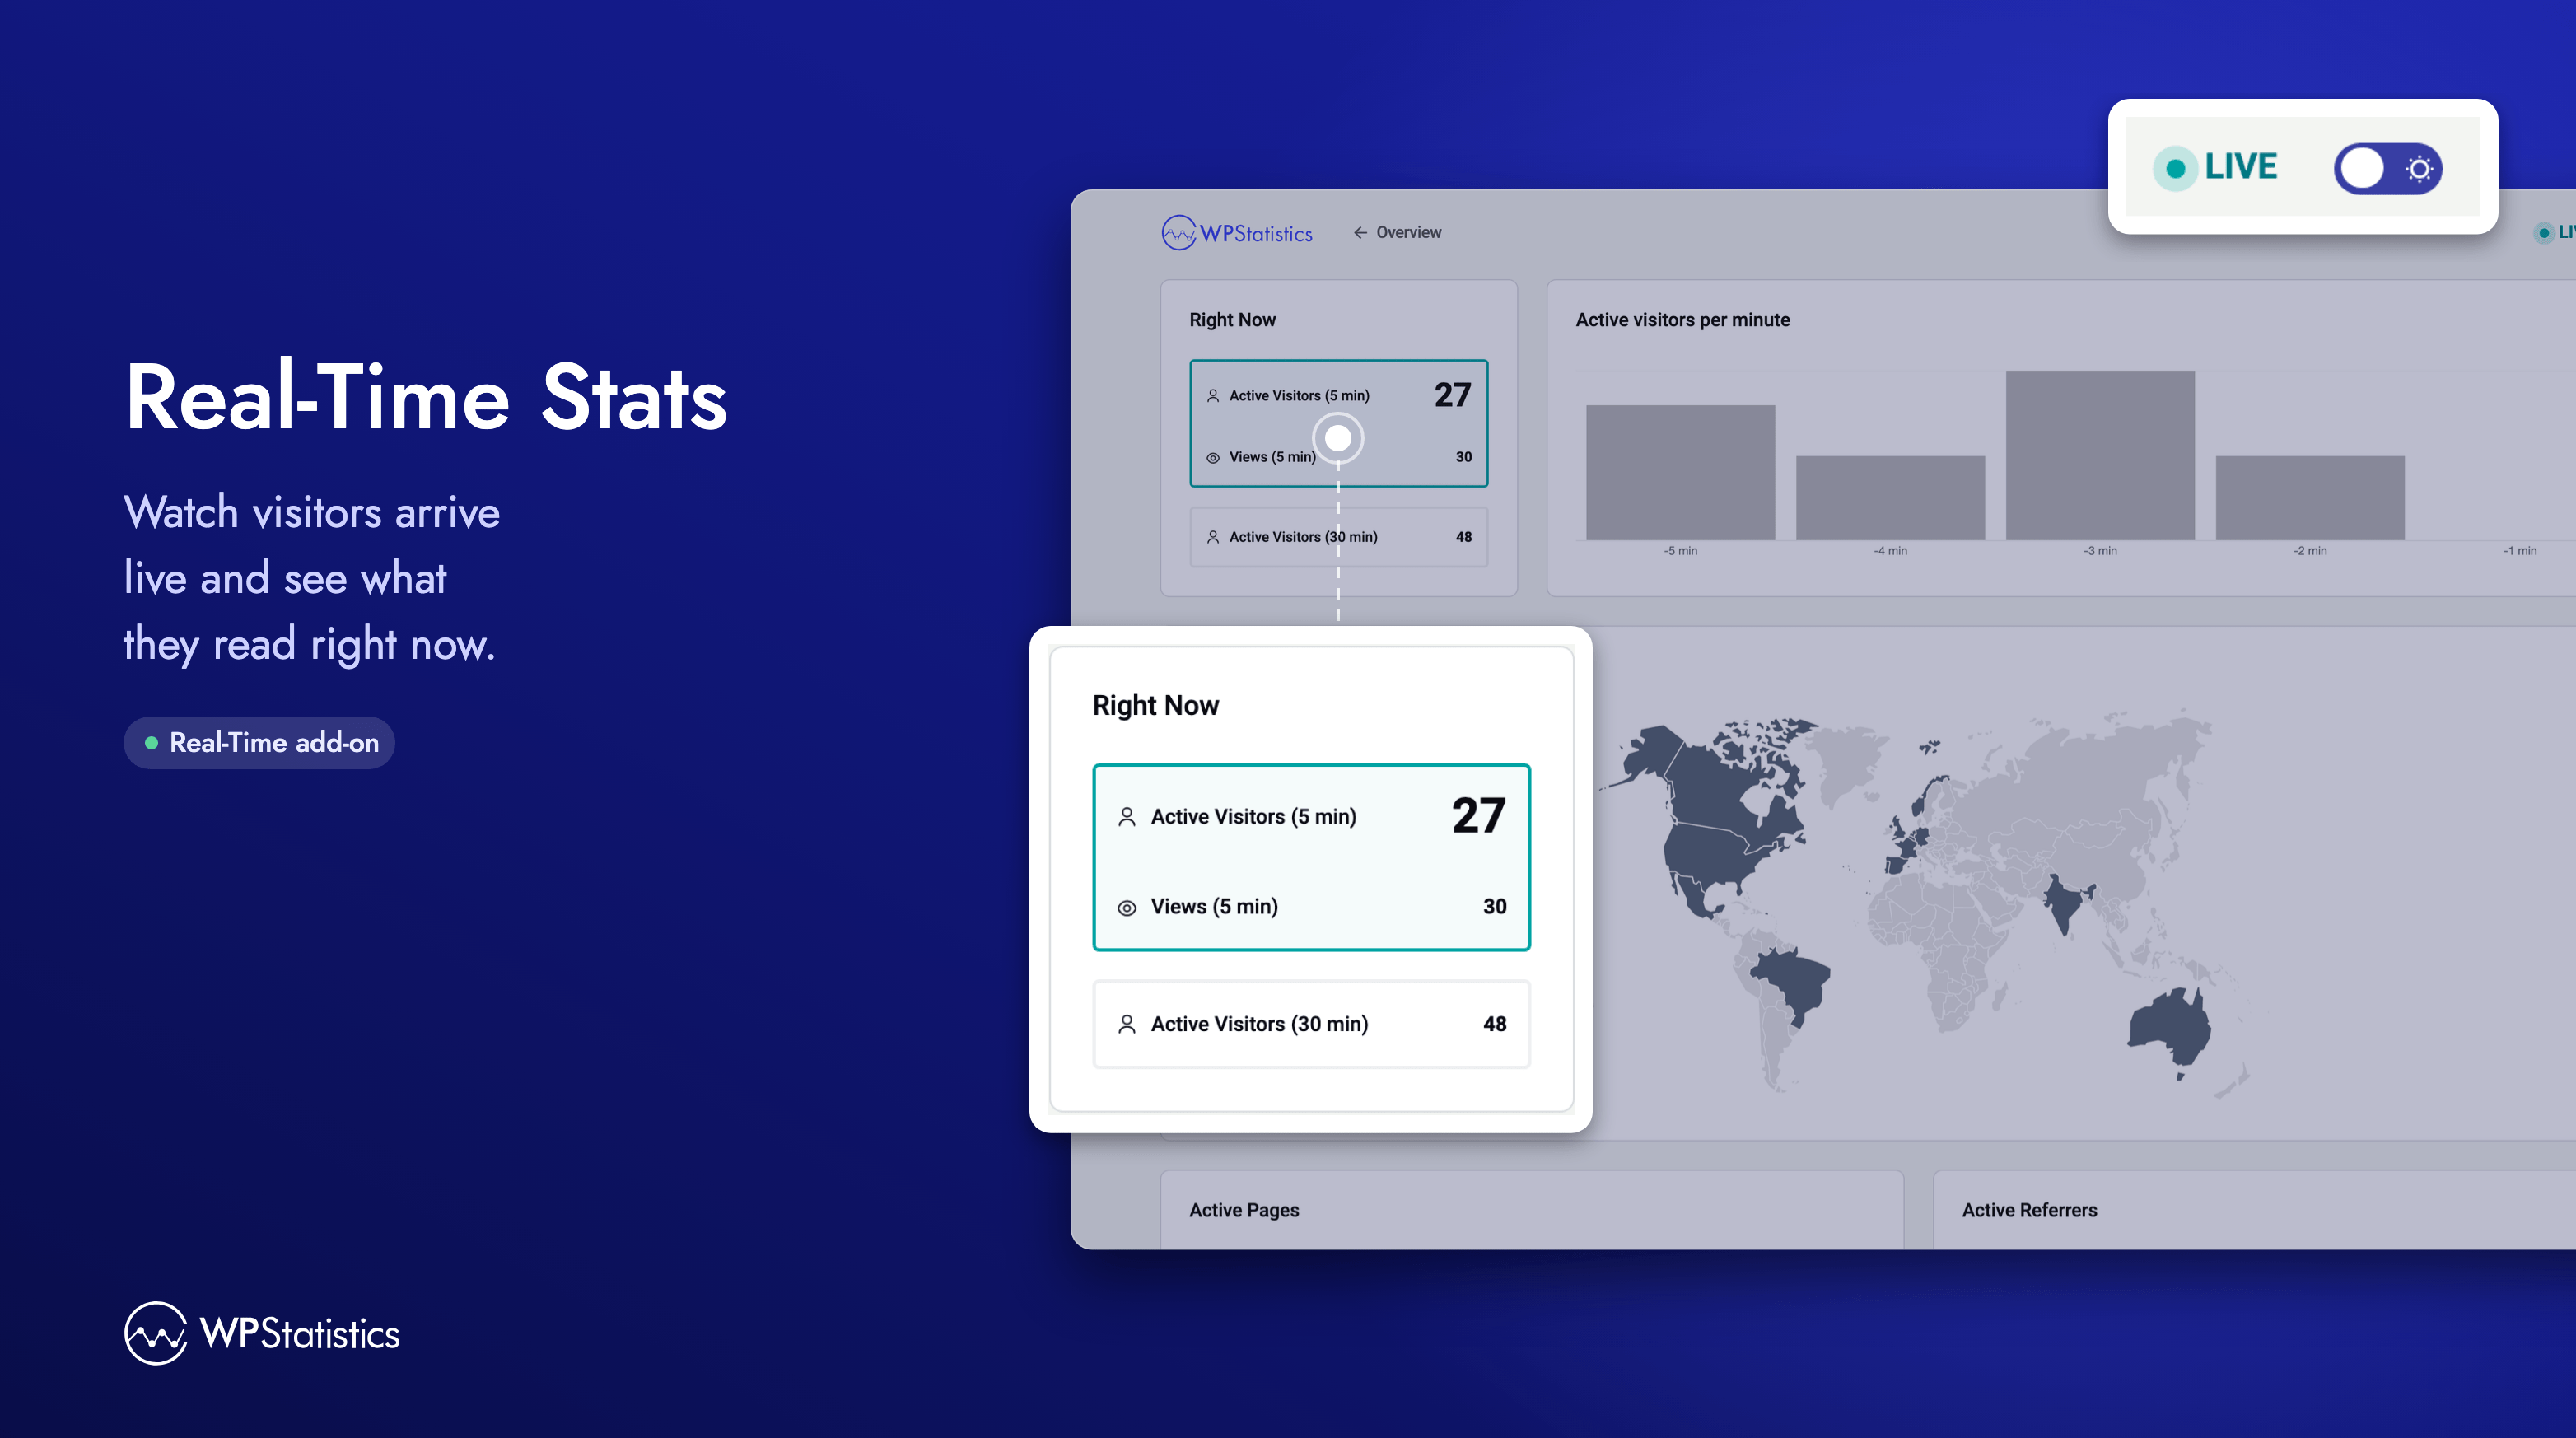 Real-Time Stats
Watch visitors arrive
live and see what
they read right now.
Real-Time add-on
WPStatistics
LIVE
WPStatistics
Overview
Right Now
Active Visitors (5 min) 27
Views (5 min) 30
Active Visitors (30 min) 48
Active visitors per minute
-5 min -4 min -3 min -2 min -1 min
Right Now
Active Visitors (5 min) 27
Views (5 min) 30
Active Visitors (30 min) 48
Active Pages
Active Referrers